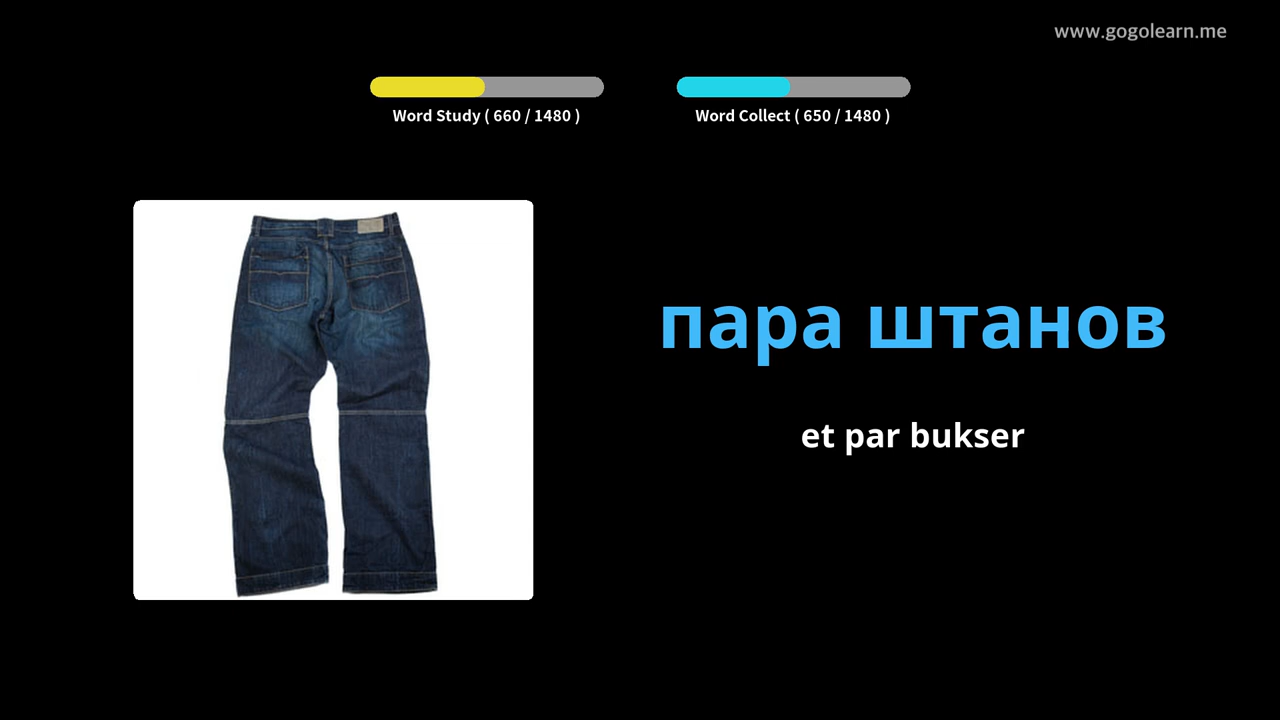 www.gogolearn.me
Word Study ( 660 / 1480 )
Word Collect ( 650 / 1480 )
пара штанов
et par bukser